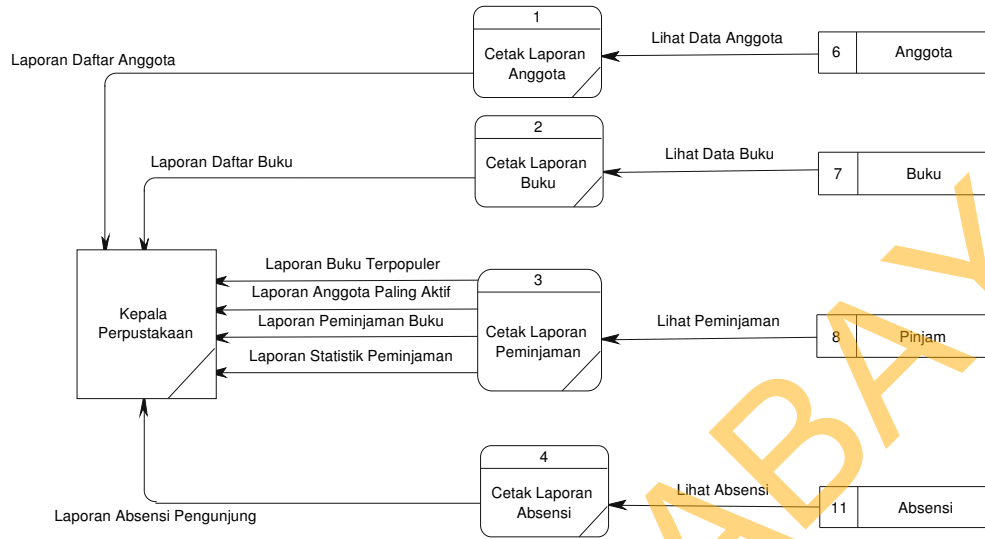 1
Cetak Laporan
Anggota
Lihat Data Anggota
6
Anggota
Laporan Daftar Anggota
2
Cetak Laporan
Buku
Lihat Data Buku
7
Buku
Laporan Daftar Buku
Kepala
Perpustakaan
Laporan Buku Terpopuler
Laporan Anggota Paling Aktif
Laporan Peminjaman Buku
Laporan Statistik Peminjaman
3
Cetak Laporan
Peminjaman
Lihat Peminjaman
8
Pinjam
4
Cetak Laporan
Absensi
Lihat Absensi
11
Absensi
Laporan Absensi Pengunjung
ABAY